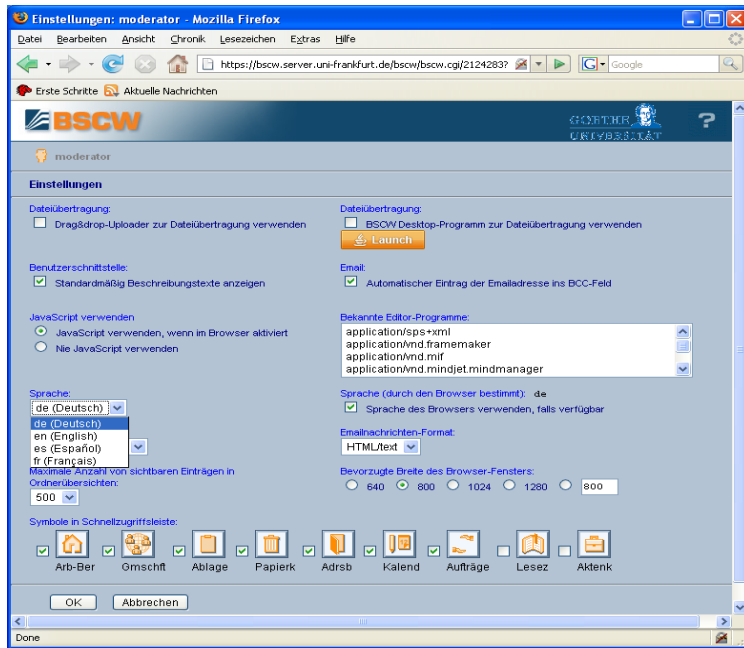 Einstellungen: moderator - Mozilla Firefox
Datei Bearbeiten Ansicht Chronik Lesezeichen Extras Hilfe
https://bscw.server.uni-frankfurt.de/bscw/bscw.cgi/2124283?
G Google
Erste Schritte Aktuelle Nachrichten
BSCW
GOETHE
UNIVERSITÄT
?
moderator
Einstellungen
Dateiübertragung:
Drag&drop-Uploader zur Dateiübertragung verwenden
Dateiübertragung:
BSCW Desktop-Programm zur Dateiübertragung verwenden
Launch
Benutzerschnittstelle:
Standardmäßig Beschreibungstexte anzeigen
Email:
Automatischer Eintrag der Emailadresse ins BCC-Feld
JavaScript verwenden
JavaScript verwenden, wenn im Browser aktiviert
Nie JavaScript verwenden
Bekannte Editor-Programme:
application/sps+xml
application/vnd.framemaker
application/vnd.mif
application/vnd.mindjet.mindmanager
Sprache:
de (Deutsch)
de (Deutsch)
en (English)
es (Español)
fr (Français)
Sprache (durch den Browser bestimmt): de
Sprache des Browsers verwenden, falls verfügbar
Emailnachrichten-Format:
HTML/text
Maximale Anzahl von sichtbaren Einträgen in
Ordnerübersichten:
500
Bevorzugte Breite des Browser-Fensters:
640 800 1024 1280 800
Symbole in Schnellzugriffsleiste:
Arb-Ber Gmschft Ablage Papierk Adrsb Kalend Aufträge Lesez Aktenk
OK Abbrechen
Done